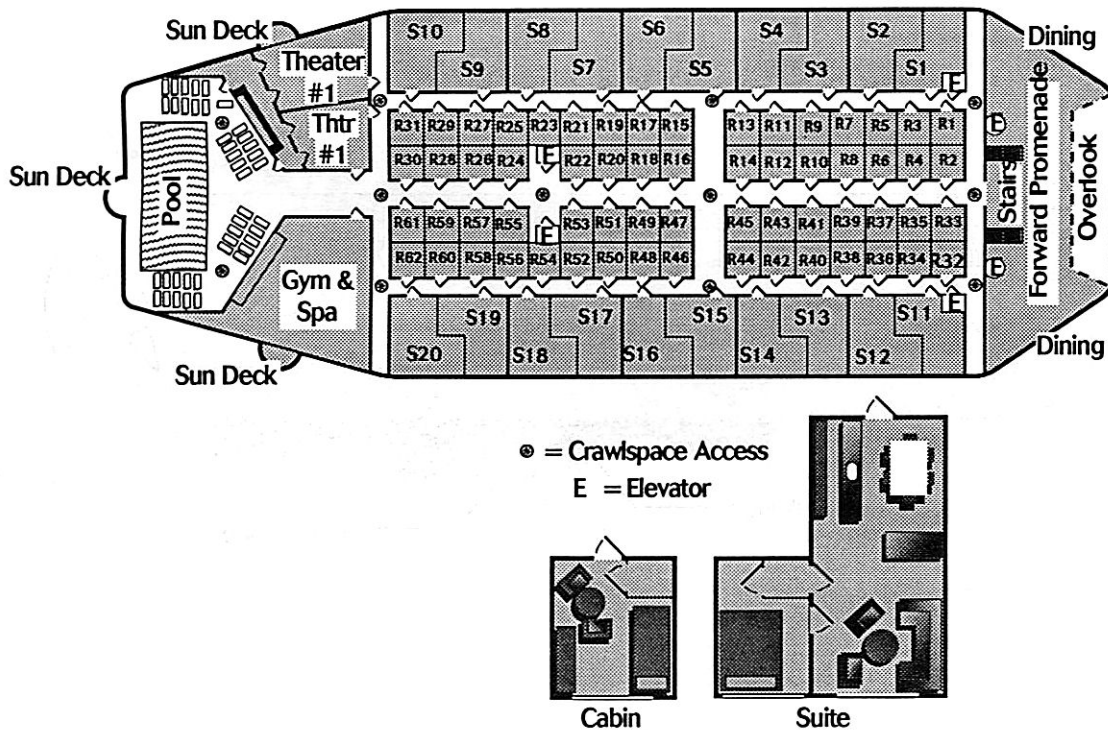 Sun Deck
Dining
S10 S8 S6 S4 S2
Theater
#1
S9 S7 S5 S3 S1
E
Thtr
#1
R31 R29 R27 R25 R23 R21 R19 R17 R15 R13 R11 R9 R7 R5 R3 R1
E
R30 R28 R26 R24 E R22 R20 R18 R16 R14 R12 R10 R8 R6 R4 R2
Sun Deck
Pool
Stairs
Forward Promenade
Overlook
R61 R59 R57 R55 R53 R51 R49 R47 R45 R43 R41 R39 R37 R35 R33
E
R62 R60 R58 R56 R54 R52 R50 R48 R46 R44 R42 R40 R38 R36 R34 R32
E
Gym &
Spa
E
S19 S17 S15 S13 S11
S20 S18 S16 S14 S12
Sun Deck
Dining
= Crawlspace Access
E = Elevator
Cabin
Suite